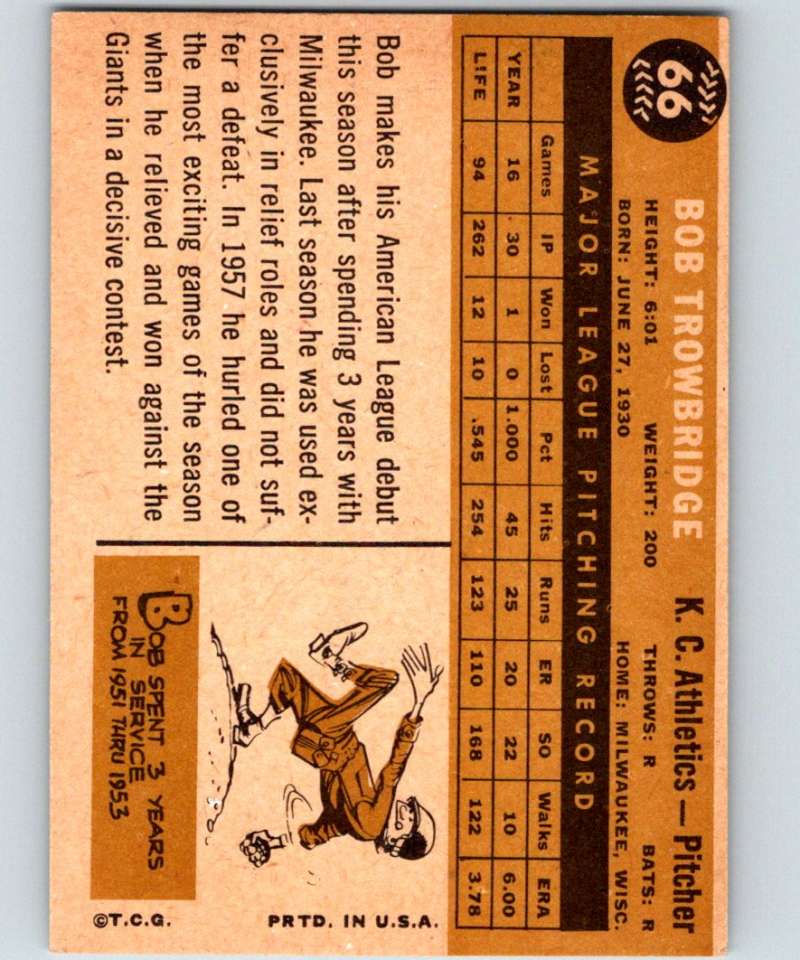 66
BOB TROWBRIDGE K. C. Athletics — Pitcher
HEIGHT: 6:01 WEIGHT: 200 THROWS: R BATS: R
BORN: JUNE 27, 1930 HOME: MILWAUKEE, WISC.
MAJOR LEAGUE PITCHING RECORD
Games IP Won Lost Pct Hits Runs ER SO Walks ERA
YEAR 16 30 1 0 1.000 45 25 20 22 10 6.00
LIFE 94 262 12 10 .545 254 123 110 168 122 3.78
Bob makes his American League debut
this season after spending 3 years with
Milwaukee. Last season he was used ex-
clusively in relief roles and did not suf-
fer a defeat. In 1957 he hurled one of
the most exciting games of the season
when he relieved and won against the
Giants in a decisive contest.
BOB SPENT 3 YEARS
IN SERVICE
FROM 1951 THRU 1953
©T.C.G. PRTD. IN U.S.A.